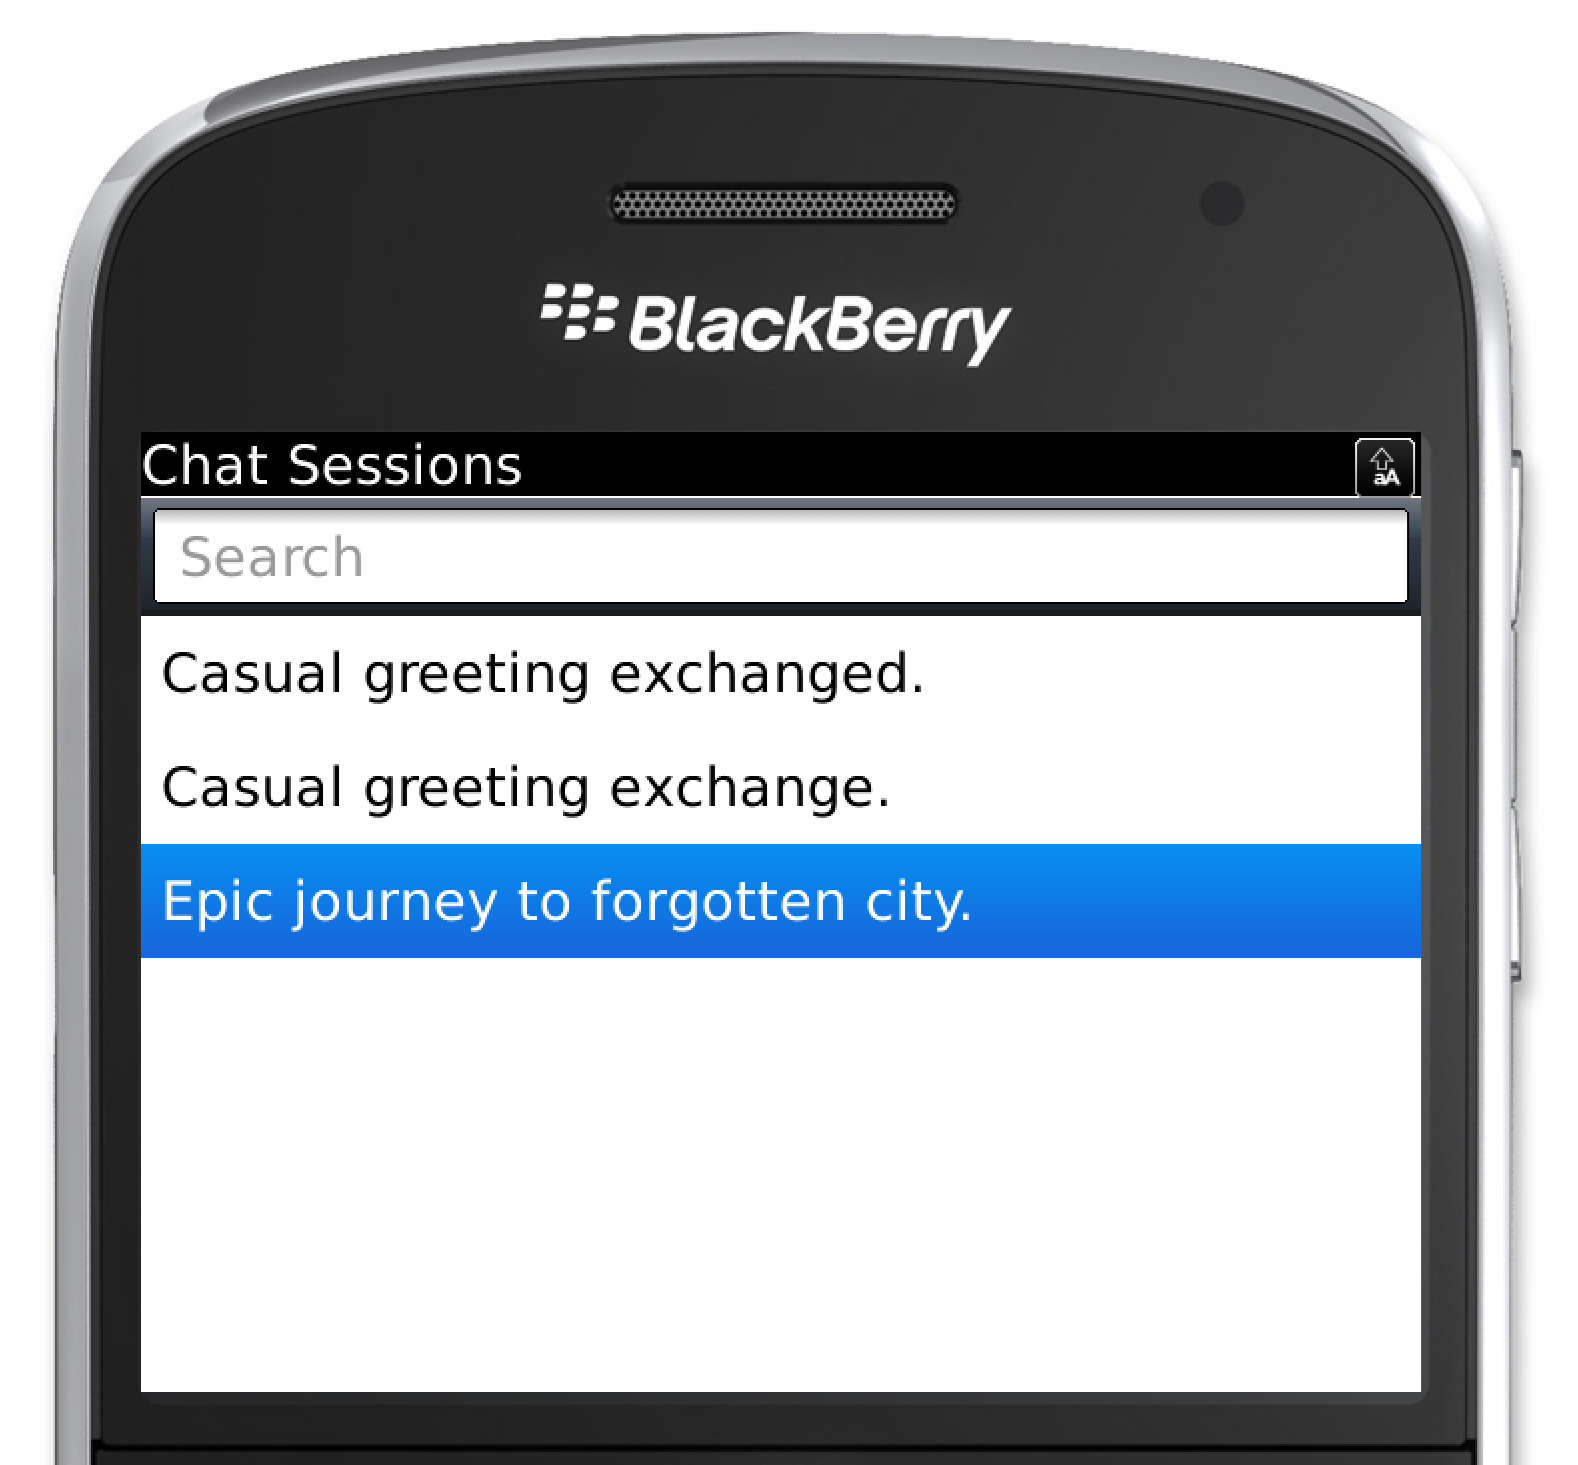 BlackBerry
Chat Sessions
aA
Search
Casual greeting exchanged.
Casual greeting exchange.
Epic journey to forgotten city.